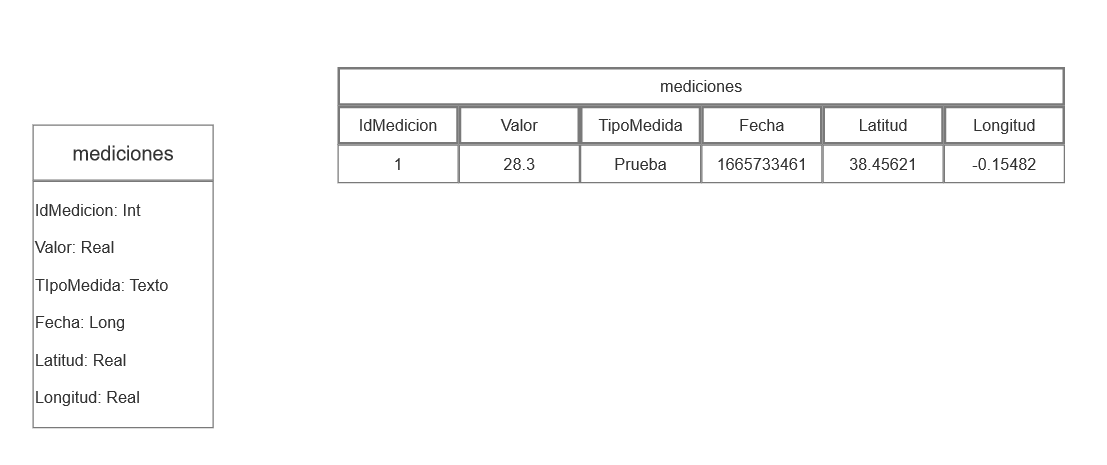 mediciones
IdMedicion: Int
Valor: Real
TIpoMedida: Texto
Fecha: Long
Latitud: Real
Longitud: Real
mediciones
IdMedicion Valor TipoMedida Fecha Latitud Longitud
1 28.3 Prueba 1665733461 38.45621 -0.15482